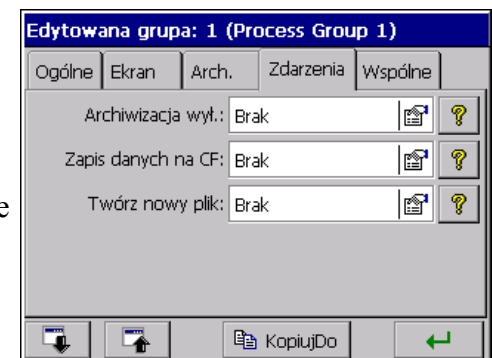 Edytowana grupa: 1 (Process Group 1)
Ogólne Ekran Arch. Zdarzenia Wspólne
Archiwizacja wył.: Brak ?
Zapis danych na CF: Brak ?
e
Twórz nowy plik: Brak ?
KopiujDo